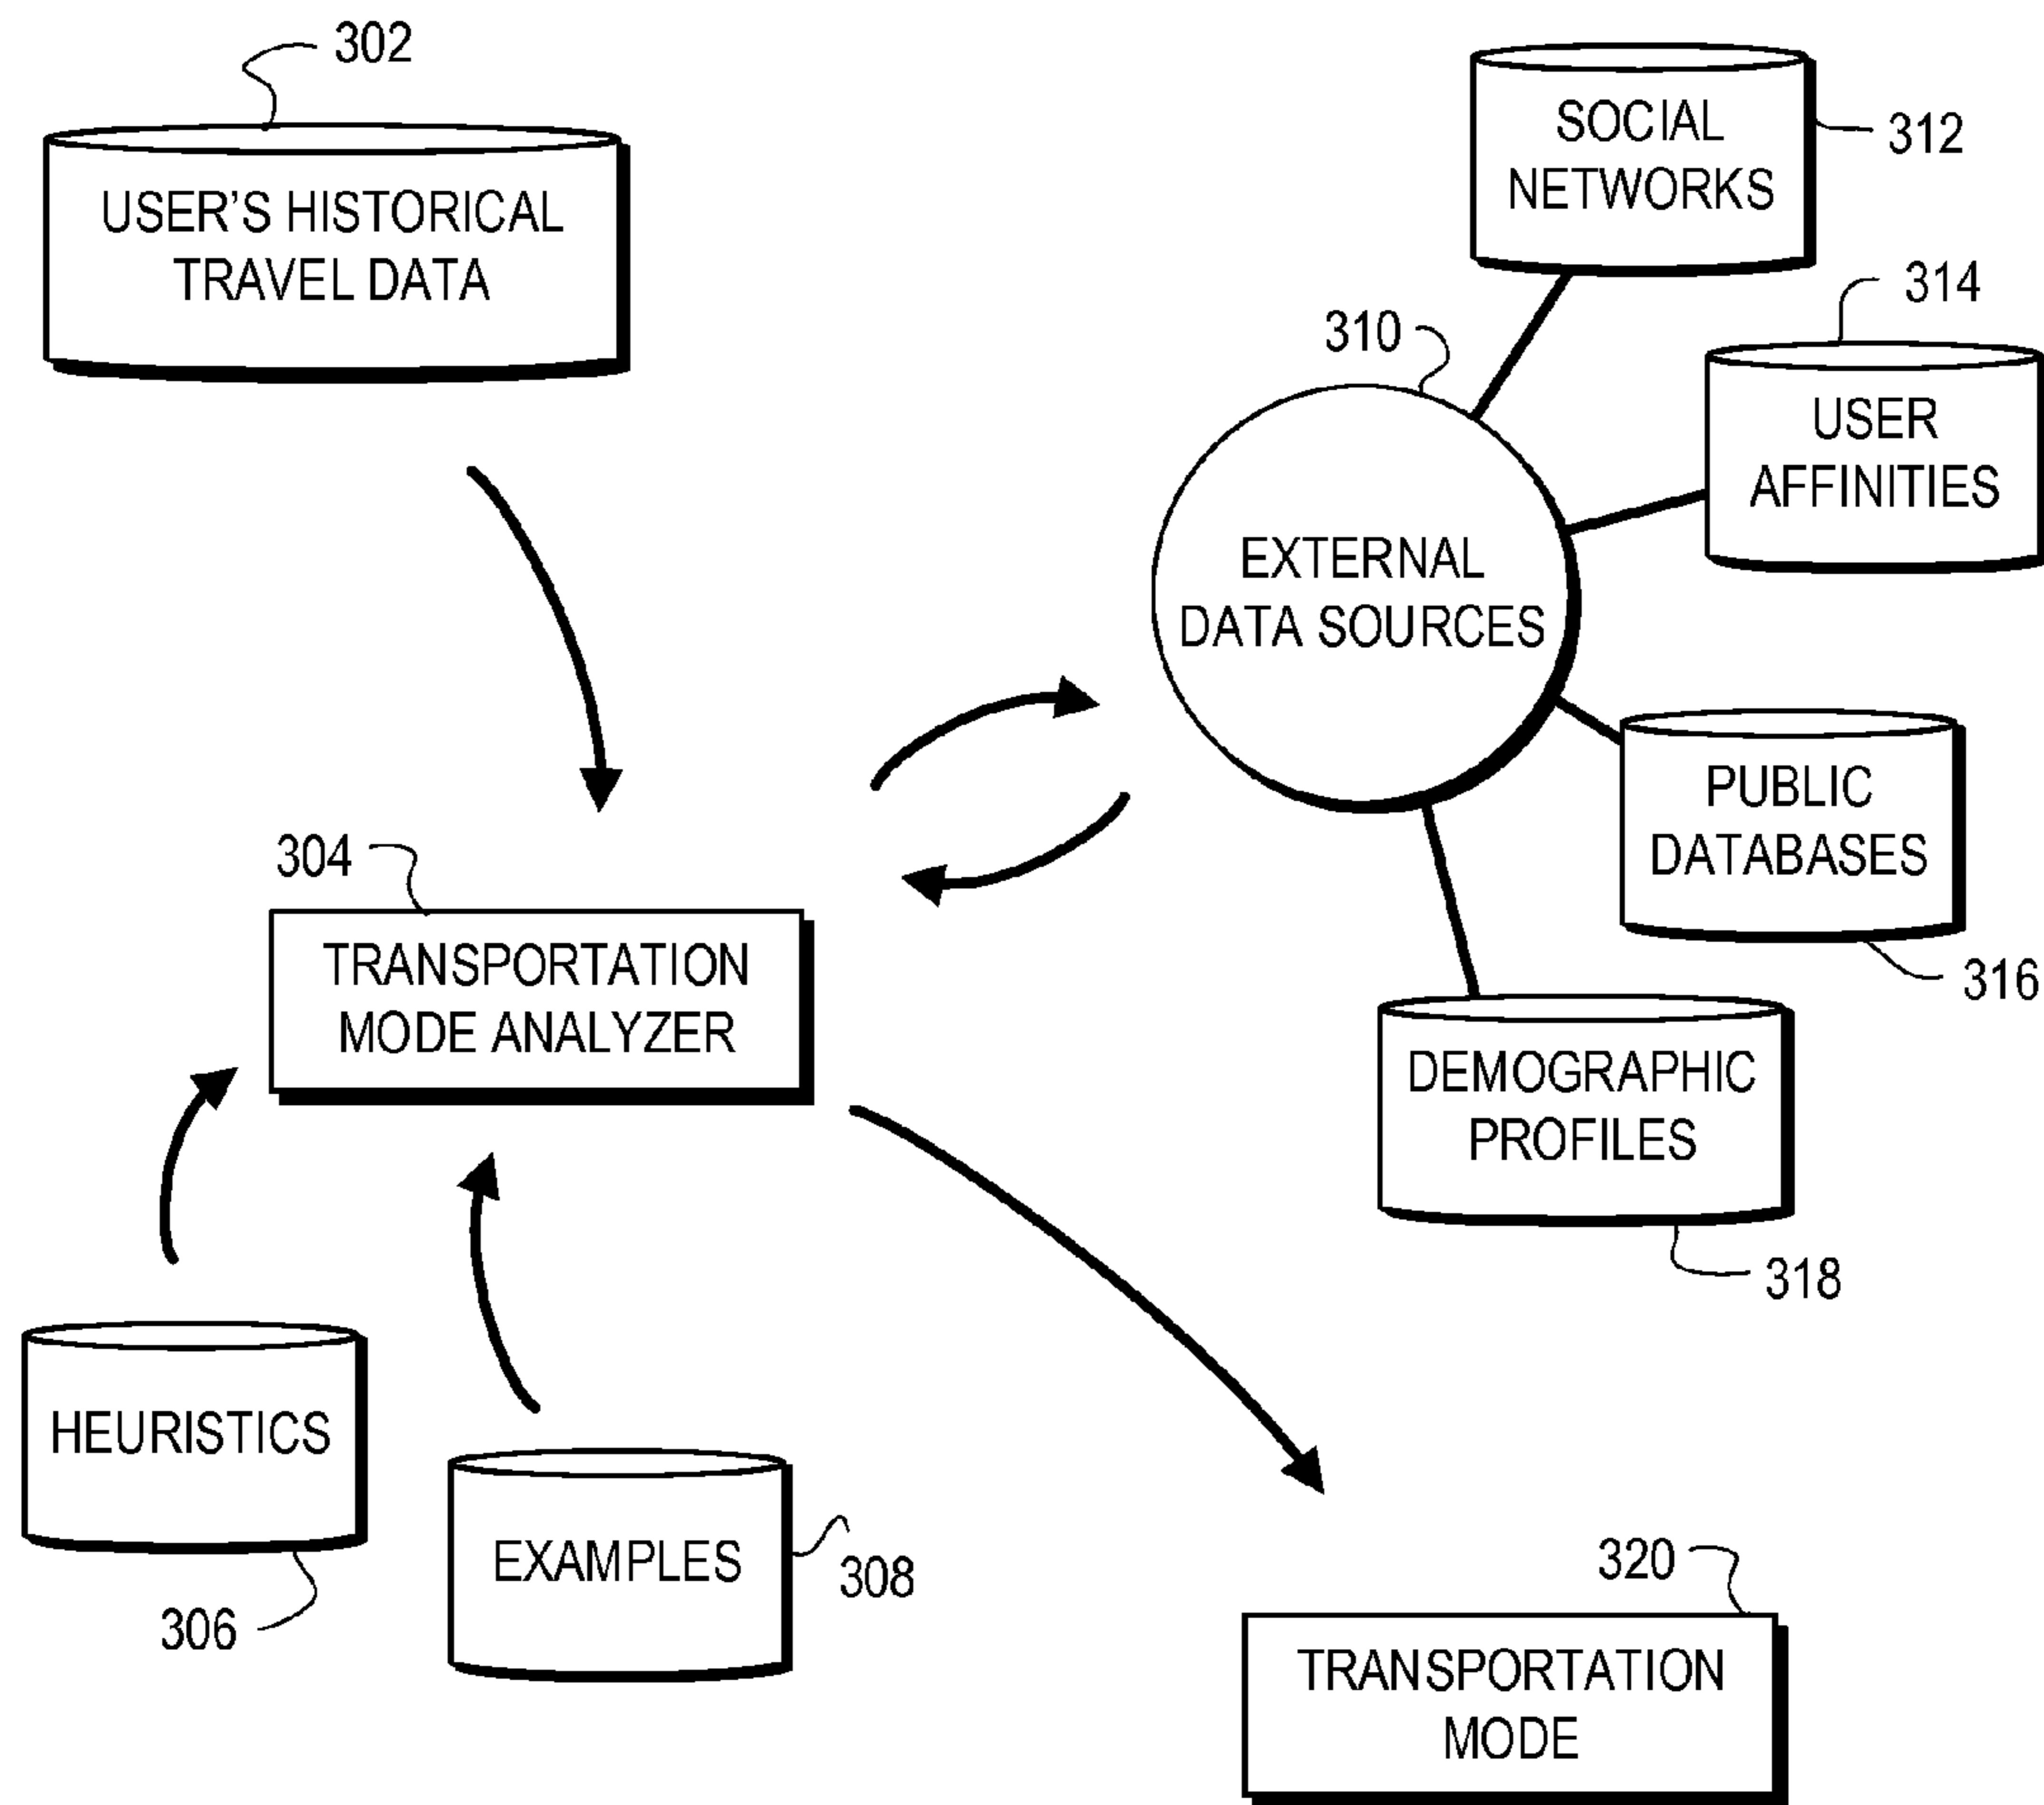 302
USER'S HISTORICAL
TRAVEL DATA
SOCIAL
NETWORKS
312
314
310
USER
AFFINITIES
EXTERNAL
DATA SOURCES
PUBLIC
DATABASES
316
304
TRANSPORTATION
MODE ANALYZER
DEMOGRAPHIC
PROFILES
318
HEURISTICS
306
EXAMPLES
308
320
TRANSPORTATION
MODE